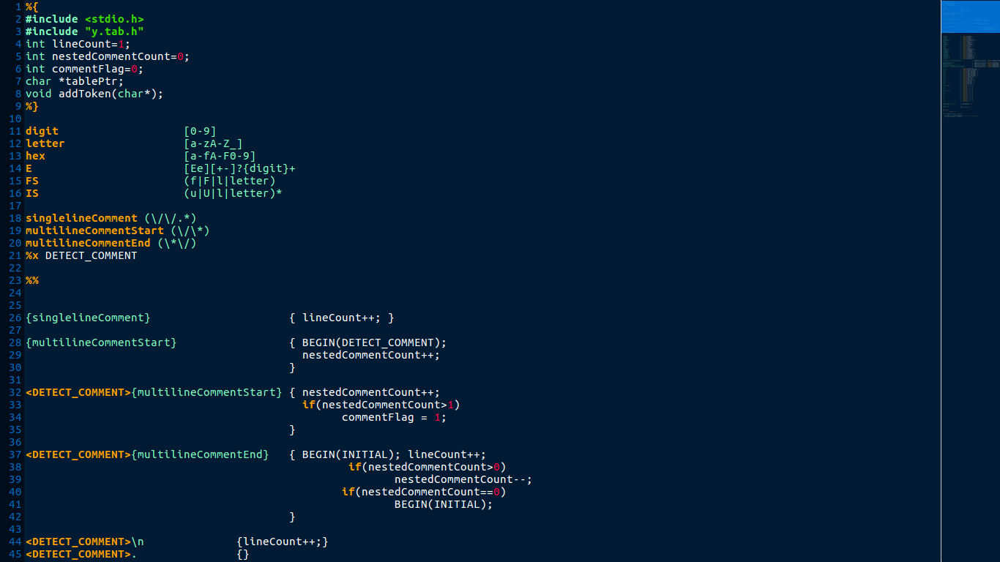 1 %{
2 #include <stdio.h>
3 #include "y.tab.h"
4 int lineCount=1;
5 int nestedCommentCount=0;
6 int commentFlag=0;
7 char *tablePtr;
8 void addToken(char*);
9 %}
10
11 digit [0-9]
12 letter [a-zA-Z_]
13 hex [a-fA-F0-9]
14 E [Ee][+-]?{digit}+
15 FS (f|F|l|letter)
16 IS (u|U|l|letter)*
17
18 singlelineComment (\/\/.*)
19 multilineCommentStart (\/\*)
20 multilineCommentEnd (\*\/)
21 %x DETECT_COMMENT
22
23 %%
24
25
26 {singlelineComment} { lineCount++; }
27
28 {multilineCommentStart} { BEGIN(DETECT_COMMENT);
29 nestedCommentCount++;
30 }
31
32 <DETECT_COMMENT>{multilineCommentStart} { nestedCommentCount++;
33 if(nestedCommentCount>1)
34 commentFlag = 1;
35 }
36
37 <DETECT_COMMENT>{multilineCommentEnd} { BEGIN(INITIAL); lineCount++;
38 if(nestedCommentCount>0)
39 nestedCommentCount--;
40 if(nestedCommentCount==0)
41 BEGIN(INITIAL);
42 }
43
44 <DETECT_COMMENT>\n {lineCount++;}
45 <DETECT_COMMENT>. {}